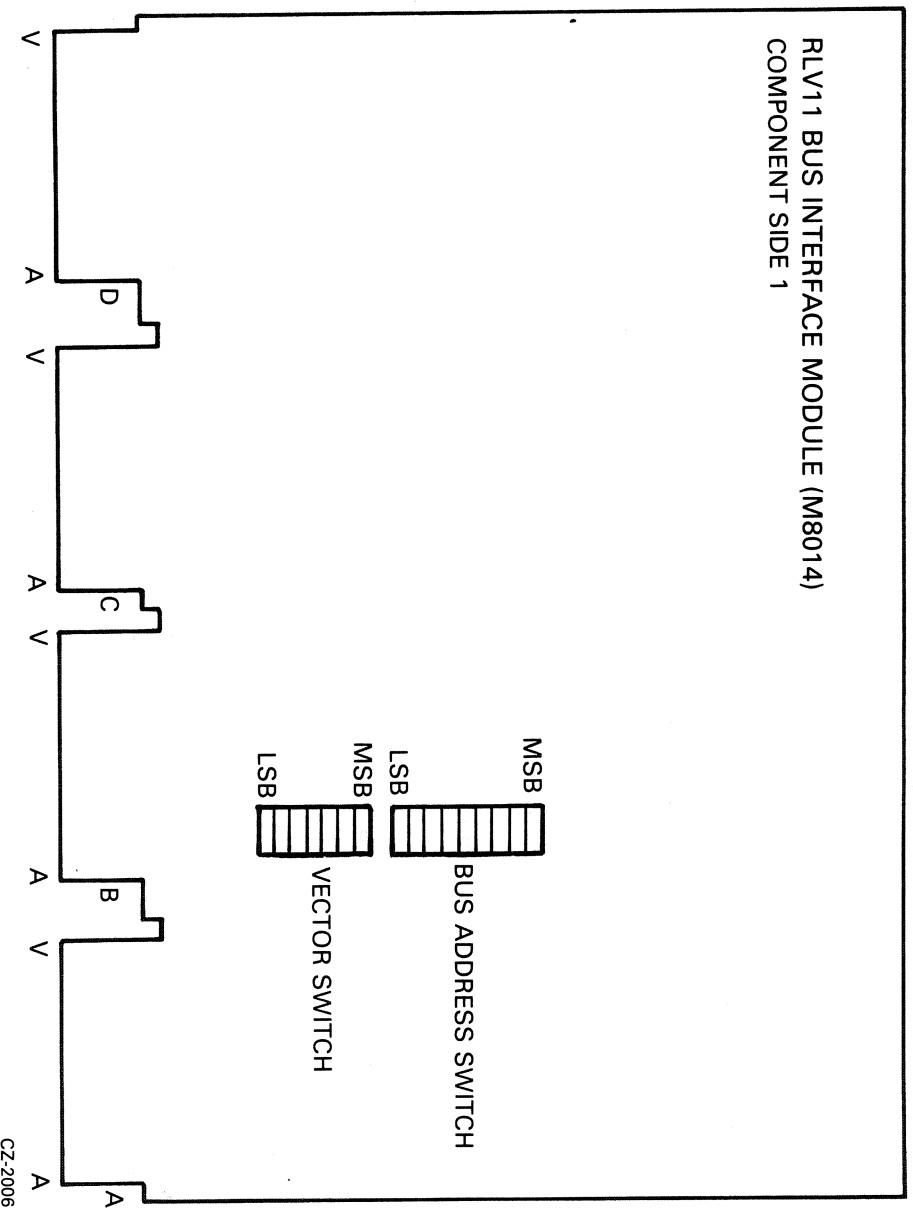 RLV11 BUS INTERFACE MODULE (M8014)
COMPONENT SIDE 1
MSB
BUS ADDRESS SWITCH
LSB
MSB
VECTOR SWITCH
LSB
D
C
B
A
V
A
V
A
V
A
V
A
CZ-2006